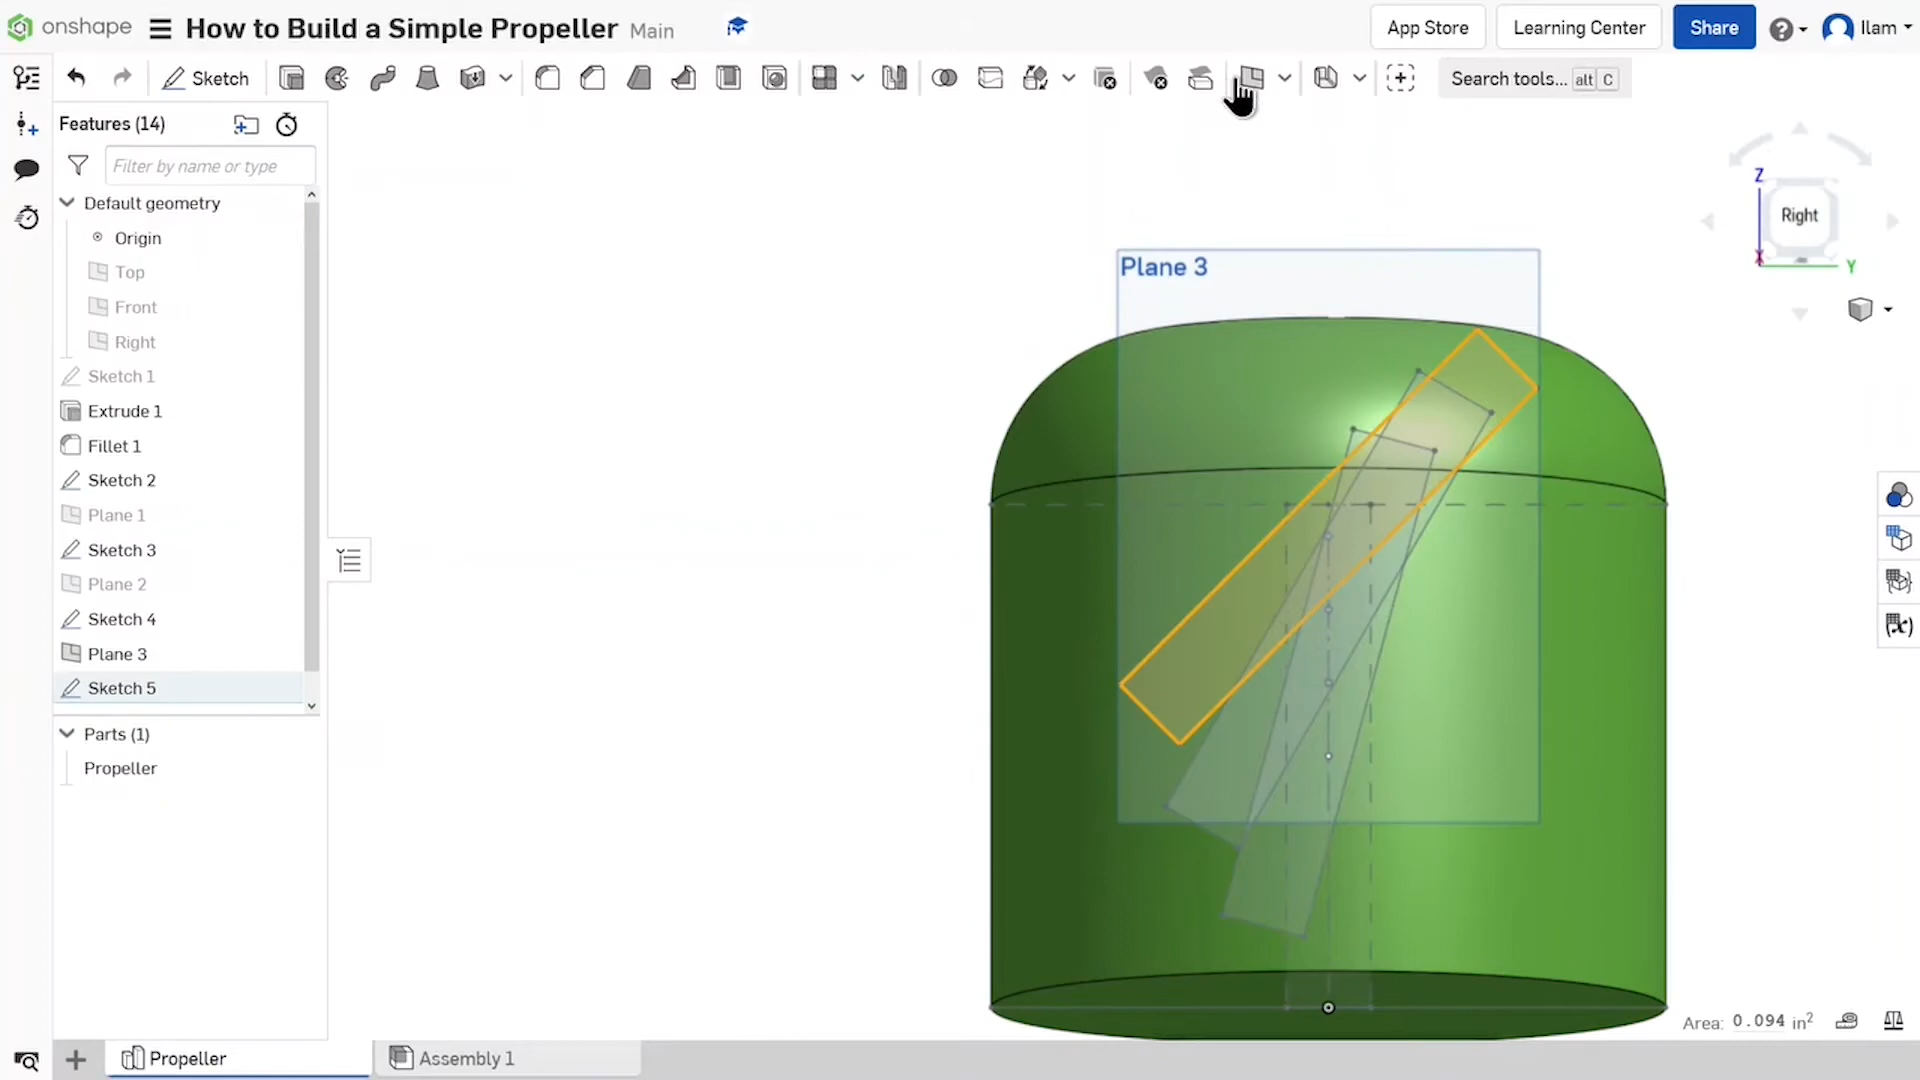 onshape
How to Build a Simple Propeller Main
App Store
Learning Center
Share
Ilam
Sketch
Search tools... alt C
Features (14)
Filter by name or type
Default geometry
Origin
Top
Front
Right
Sketch 1
Extrude 1
Fillet 1
Sketch 2
Plane 1
Sketch 3
Plane 2
Sketch 4
Plane 3
Sketch 5
Parts (1)
Propeller
Plane 3
Z
Right
X
Y
Area: 0.094 in²
Propeller
Assembly 1